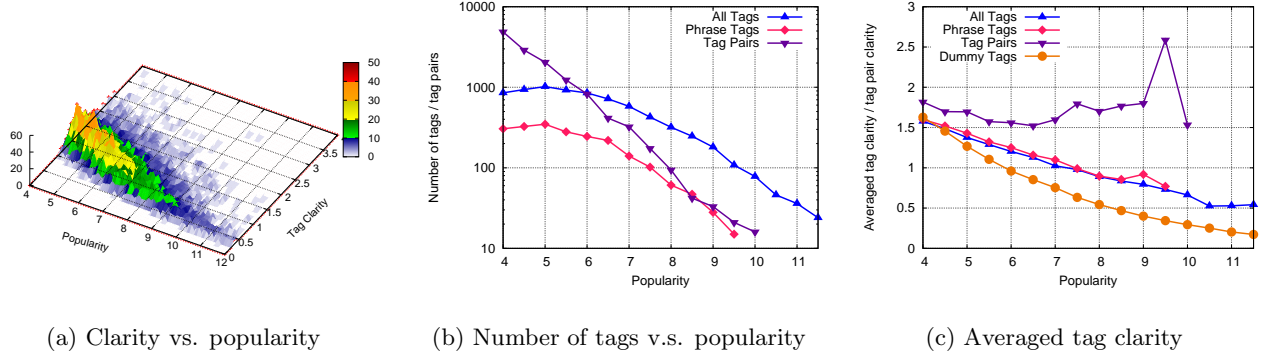 60
40
20
0
4
5
6
7
8
9
10
11
12
Popularity
0
0.5
1
1.5
2
2.5
3
3.5
Tag Clarity
50
40
30
20
10
0
(a) Clarity vs. popularity
10000
1000
100
10
Number of tags / tag pairs
4 5 6 7 8 9 10 11
Popularity
All Tags
Phrase Tags
Tag Pairs
(b) Number of tags v.s. popularity
3
2.5
2
1.5
1
0.5
0
Averaged tag clarity / tag pair clarity
4 5 6 7 8 9 10 11
Popularity
All Tags
Phrase Tags
Tag Pairs
Dummy Tags
(c) Averaged tag clarity